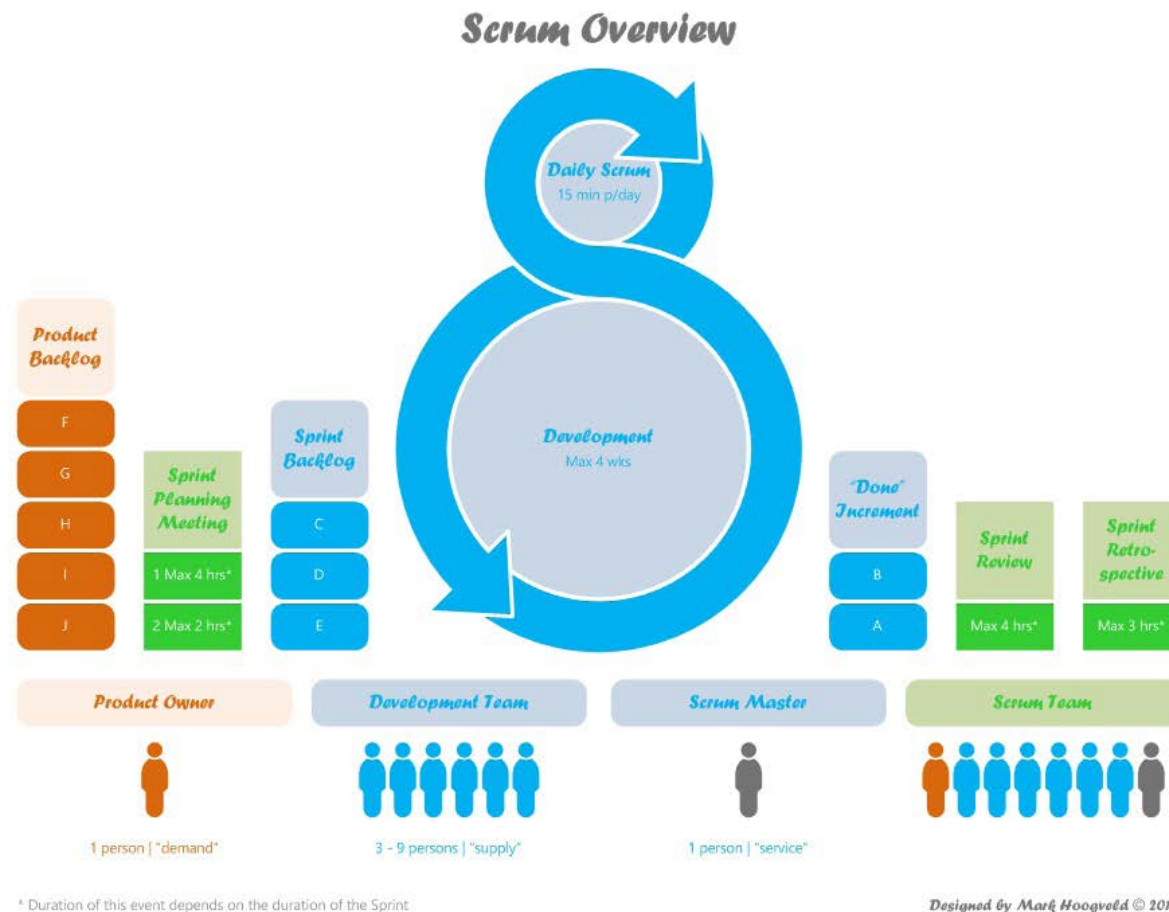 Scrum Overview
Daily Scrum
15 min p/day
Product
Backlog
F
G
H
I
J
Sprint
Planning
Meeting
1 Max 4 hrs*
2 Max 2 hrs*
Sprint
Backlog
C
D
E
Development
Max 4 wks
"Done"
Increment
B
A
Sprint
Review
Max 4 hrs*
Sprint
Retro-
spective
Max 3 hrs*
Product Owner
1 person | "demand"
Development Team
3 - 9 persons | "supply"
Scrum Master
1 person | "service"
Scrum Team
* Duration of this event depends on the duration of the Sprint
Designed by Mark Hoogveld ©